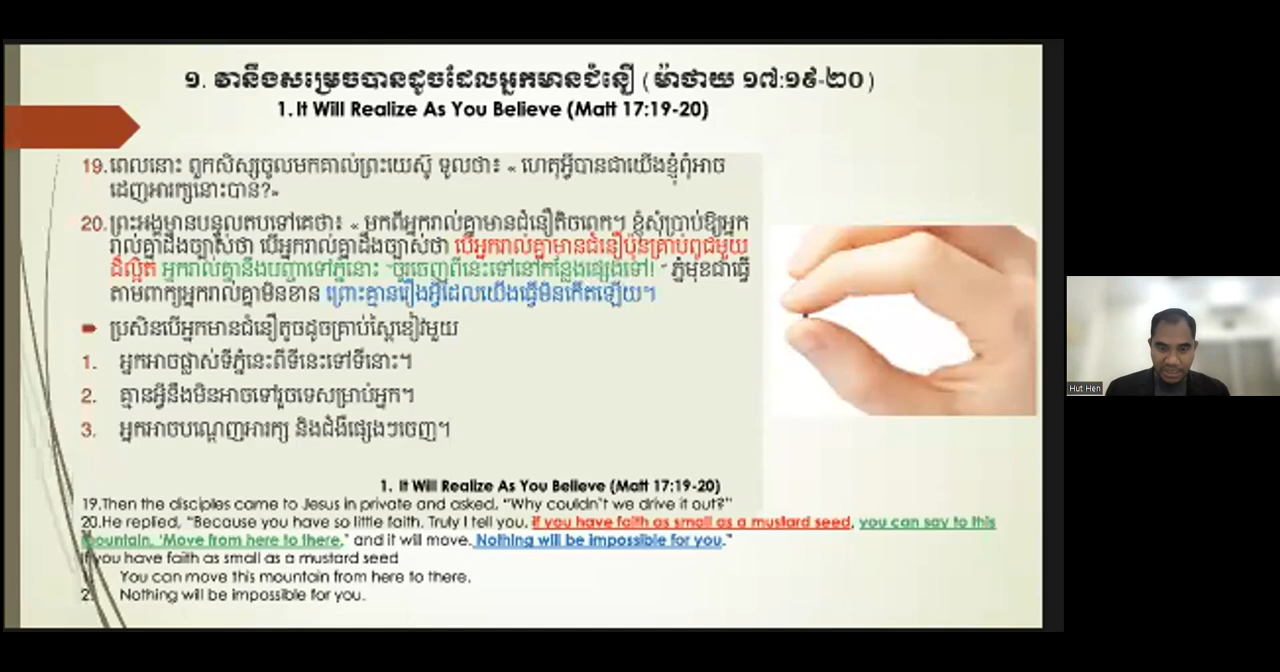 ១. វានឹងសម្រេចបានដូចដែលអ្នកមានជំនឿ (ម៉ាថាយ ១៧:១៩-២០)
1. It Will Realize As You Believe (Matt 17:19-20)
19. ពេលនោះ ពួកសិស្សចូលមកគាល់ព្រះយេស៊ូ ទូលថា៖ « ហេតុអ្វីបានជាយើងខ្ញុំពុំអាច
ដេញអារក្សនោះបាន?»
20. ព្រះអង្គមានបន្ទូលតបទៅគេថា៖ « មកពីអ្នករាល់គ្នាមានជំនឿតិចពេក។ ខ្ញុំសុំប្រាប់ឱ្យអ្នក
រាល់គ្នាដឹងច្បាស់ថា បើអ្នករាល់គ្នាដឹងច្បាស់ថា បើអ្នករាល់គ្នាមានជំនឿប៉ុនគ្រាប់ពូជមួយ
ដ៏ល្អិត អ្នករាល់គ្នានឹងបញ្ជាទៅភ្នំនោះ "ចូរចេញពីនេះទៅនៅកន្លែងផ្សេងទៅ! " ភ្នំមុខជាធ្វើ
តាមពាក្យអ្នករាល់គ្នាមិនខាន ព្រោះគ្មានរឿងអ្វីដែលយើងធ្វើមិនកើតឡើយ។
ប្រសិនបើអ្នកមានជំនឿតូចដូចគ្រាប់ស្ពៃខៀវមួយ
1. អ្នកអាចផ្លាស់ទីភ្នំនេះពីទីនេះទៅទីនោះ។
2. គ្មានអ្វីនឹងមិនអាចទៅរួចទេសម្រាប់អ្នក។
3. អ្នកអាចបណ្តេញអារក្ស និងជំងឺផ្សេងៗចេញ។
1. It Will Realize As You Believe (Matt 17:19-20)
19.Then the disciples came to Jesus in private and asked, "Why couldn't we drive it out?"
20.He replied, "Because you have so little faith. Truly I tell you, if you have faith as small as a mustard seed, you can say to this
mountain, 'Move from here to there,' and it will move. Nothing will be impossible for you."
If you have faith as small as a mustard seed
You can move this mountain from here to there.
2. Nothing will be impossible for you.
Hut Hen